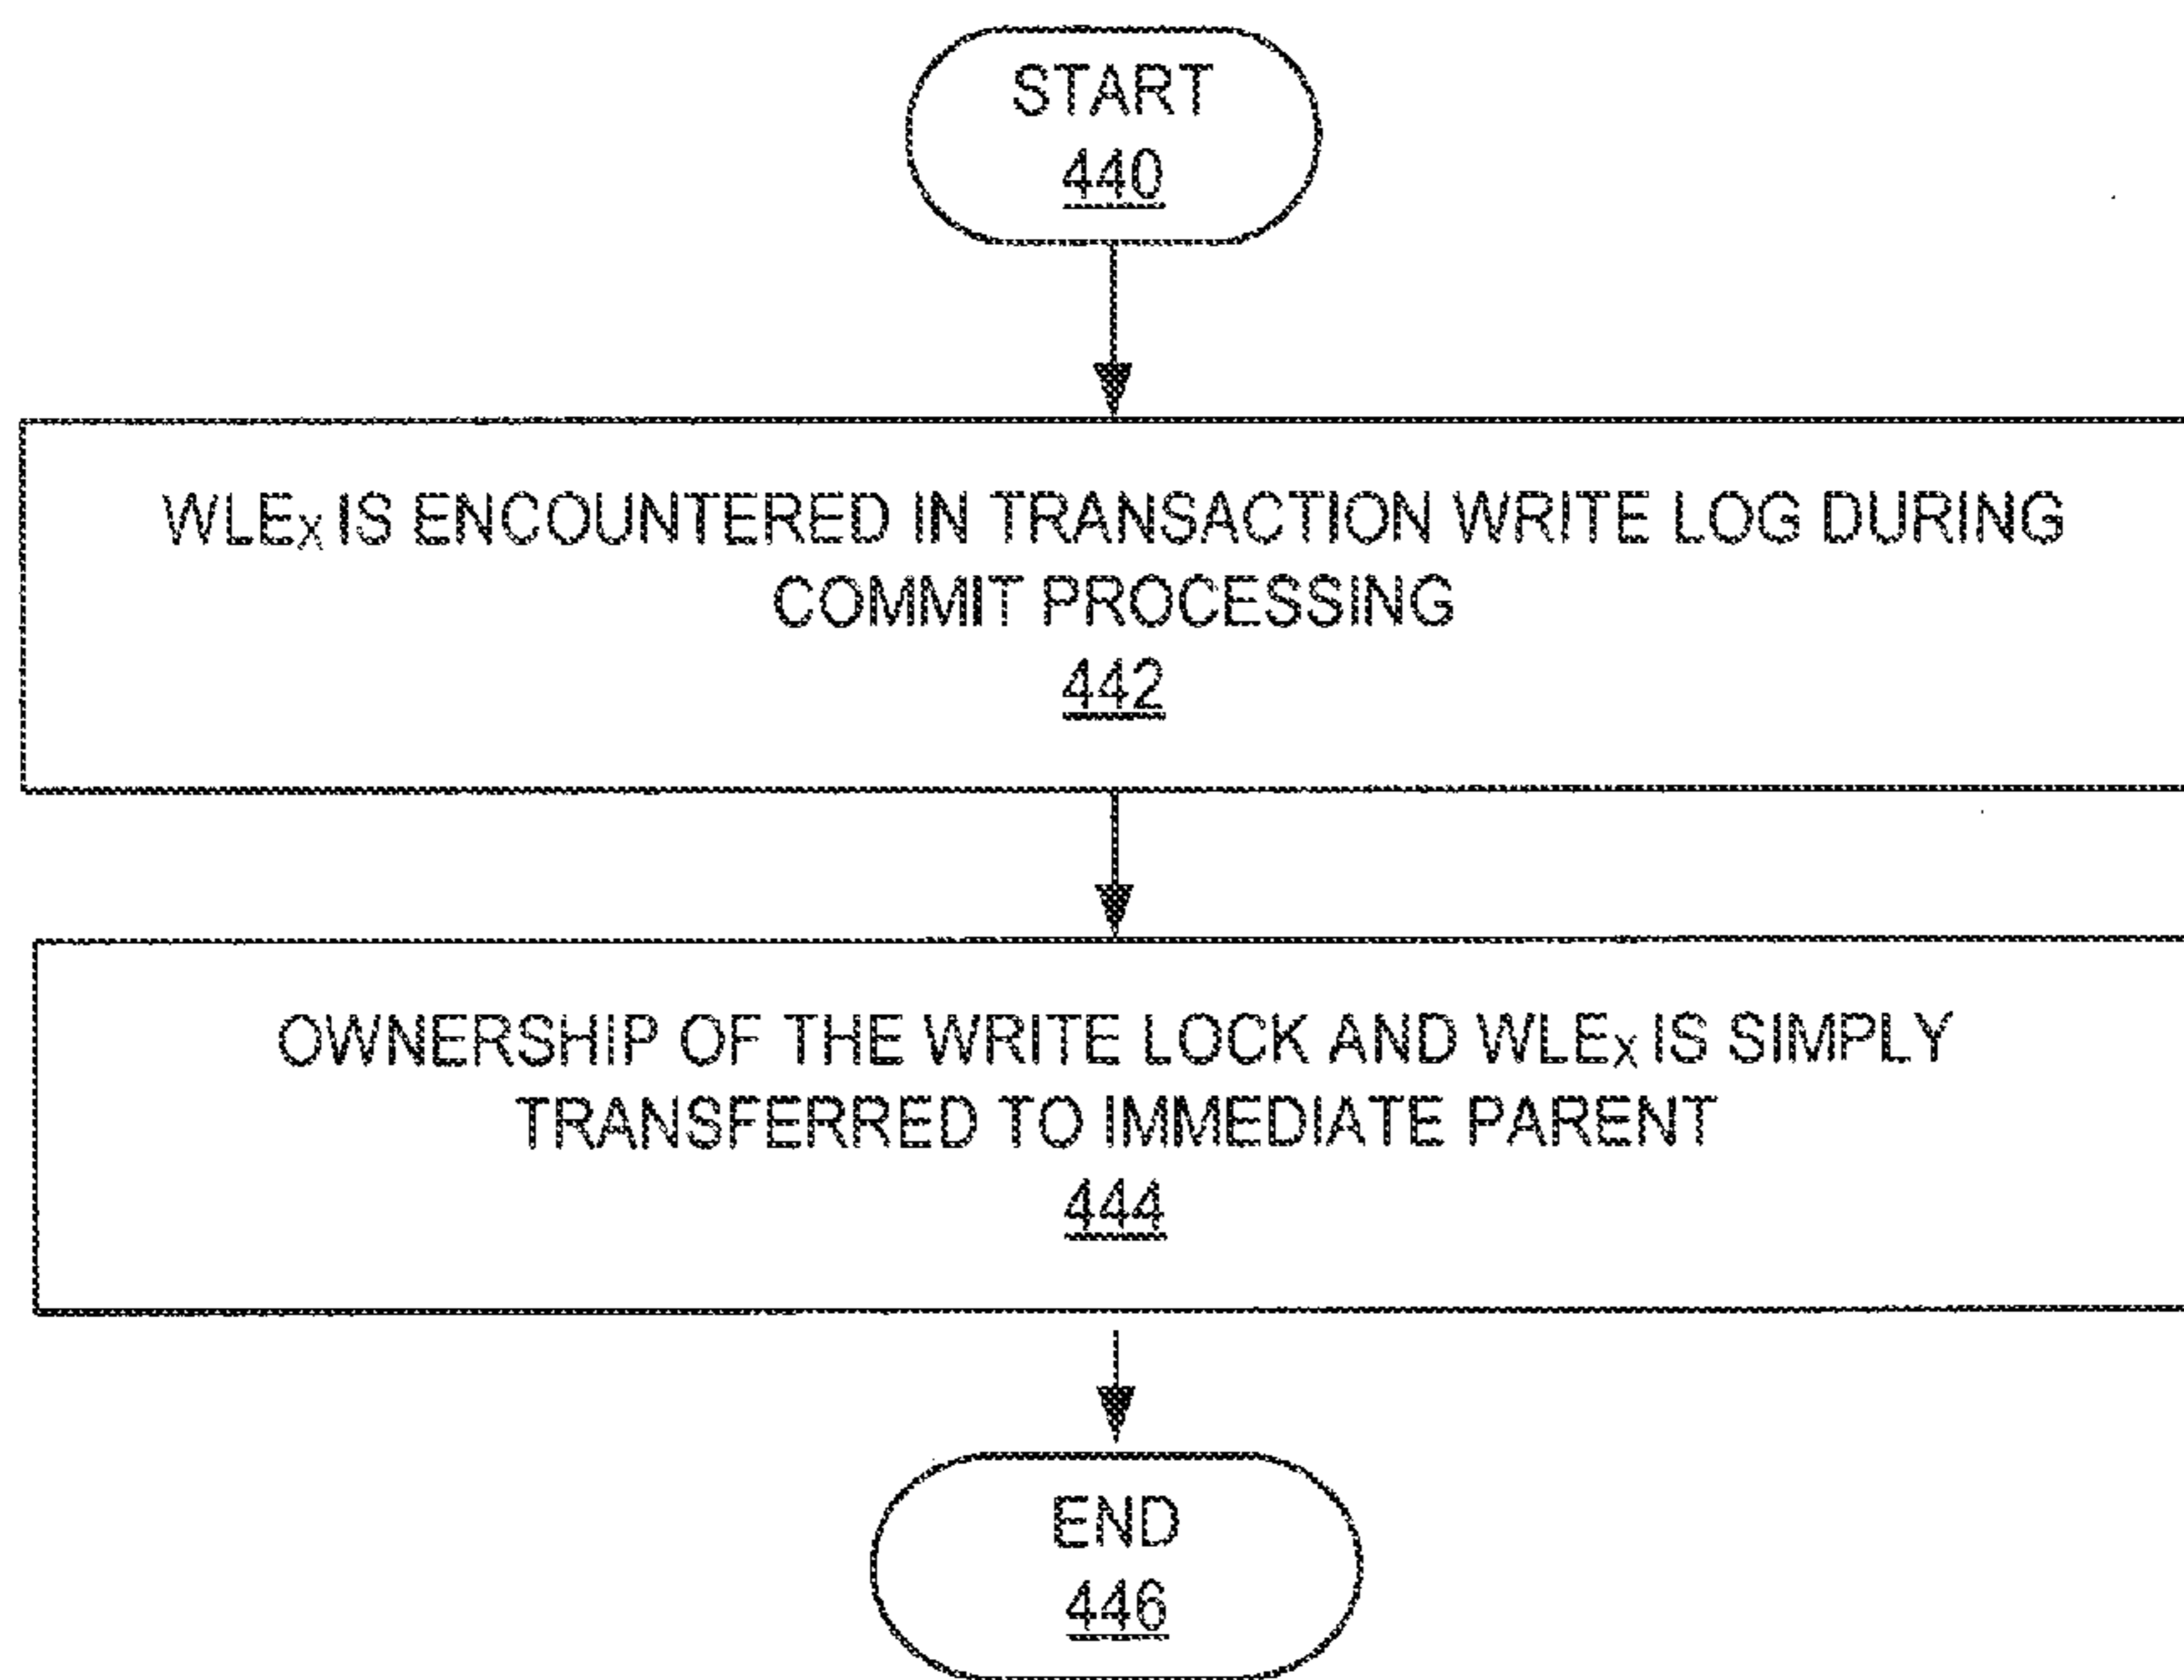 START
440
WLEX IS ENCOUNTERED IN TRANSACTION WRITE LOG DURING
COMMIT PROCESSING
442
OWNERSHIP OF THE WRITE LOCK AND WLEX IS SIMPLY
TRANSFERRED TO IMMEDIATE PARENT
444
END
446